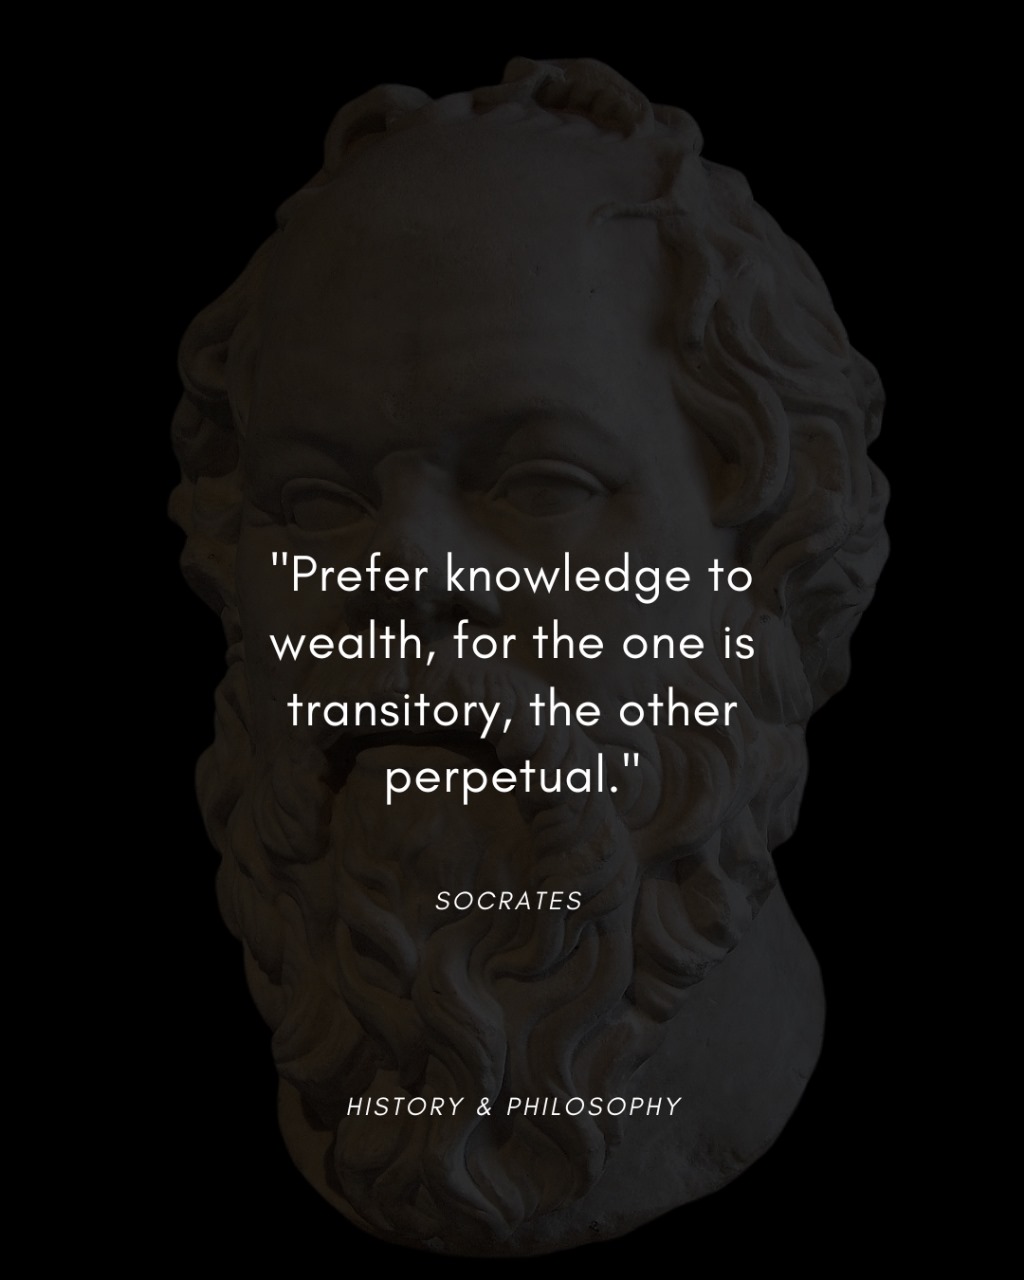 "Prefer knowledge to
wealth, for the one is
transitory, the other
perpetual."
SOCRATES
HISTORY & PHILOSOPHY